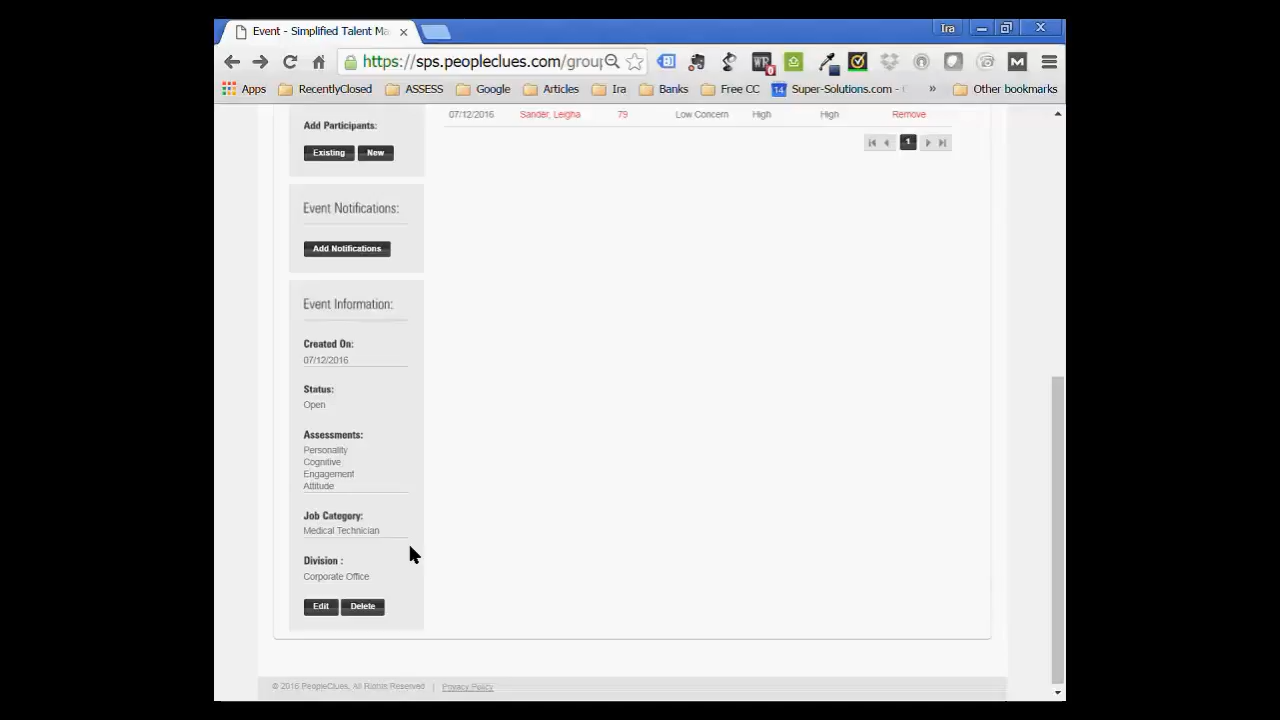 Event - Simplified Talent Ma
Ira
https://sps.peopleclues.com/group
Apps
RecentlyClosed
ASSESS
Google
Articles
Ira
Banks
Free CC
14
Super-Solutions.com -
»
Other bookmarks
07/12/2016 Sander, Leigha 79 Low Concern High High Remove
Add Participants:
Existing New
1
Event Notifications:
Add Notifications
Event Information:
Created On:
07/12/2016
Status:
Open
Assessments:
Personality
Cognitive
Engagement
Attitude
Job Category:
Medical Technician
Division :
Corporate Office
Edit Delete
© 2016 PeopleClues, All Rights Reserved | Privacy Policy